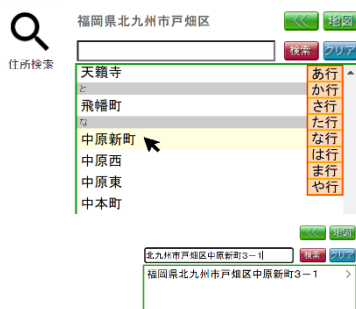 福岡県北九州市戸畑区
<< 地図
検索 クリア
住所検索
天籟寺
と
飛幡町
な
中原新町
中原西
中原東
中本町
あ行
か行
さ行
た行
な行
は行
ま行
や行
<< 地図
北九州市戸畑区中原新町3－1 検索 クリア
福岡県北九州市戸畑区中原新町3－1 >